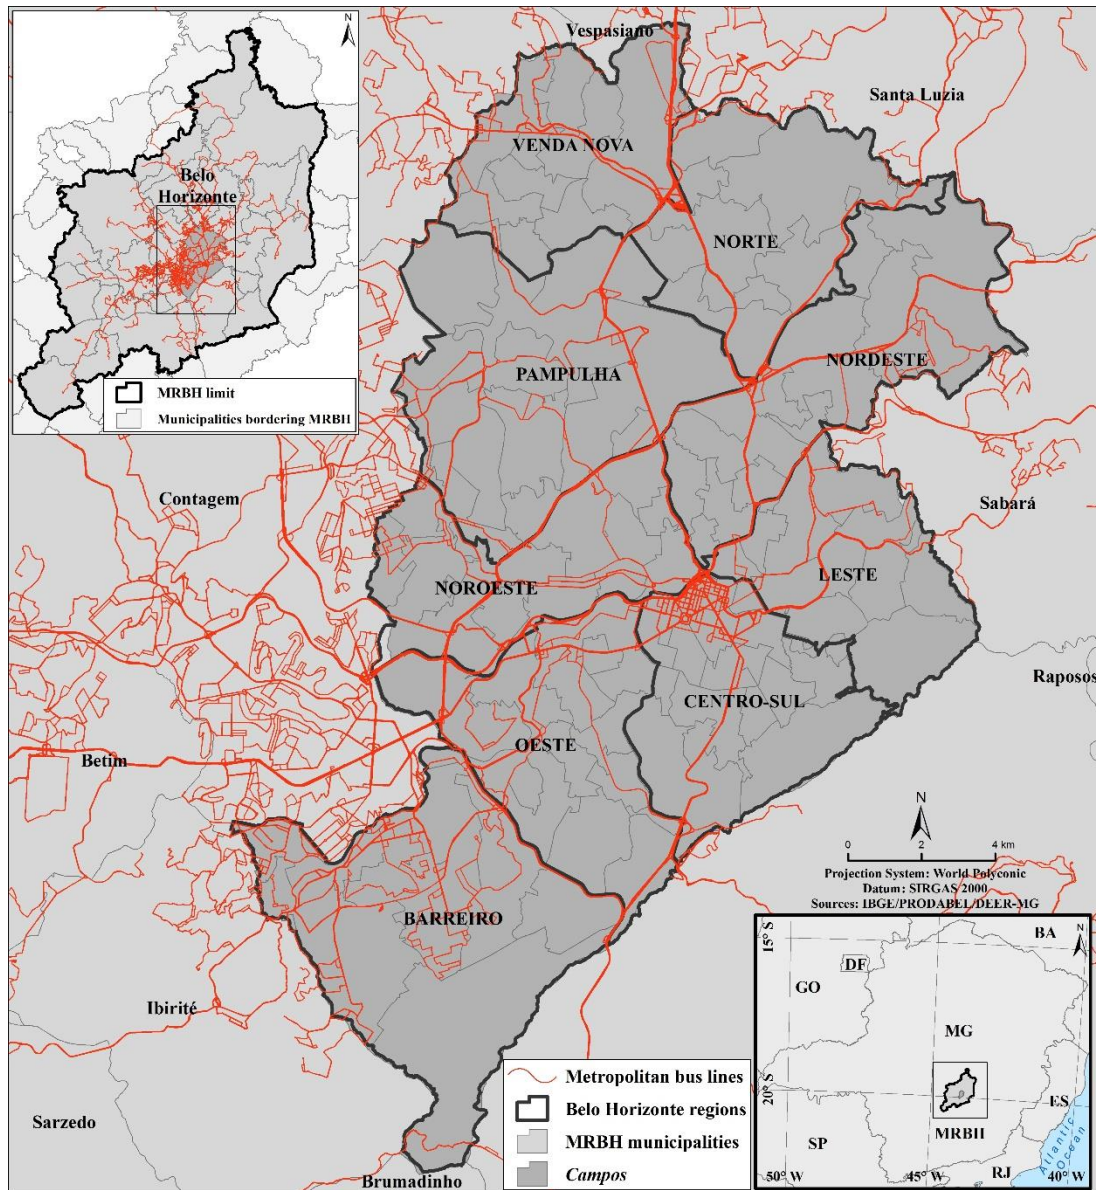 N
Belo
Horizonte
MRBH limit
Municipalities bordering MRBH
Vespasiano
Santa Luzia
VENDA NOVA
NORTE
PAMPULHA
NORDESTE
Contagem
Sabará
NOROESTE
LESTE
Raposos
CENTRO-SUL
OESTE
Betim
N
0 2 4 km
Projection System: World Polyconic
Datum: SIRGAS 2000
Sources: IBGE/PRODABEL/DEER-MG
BARREIRO
Ibirité
Sarzedo
Brumadinho
Metropolitan bus lines
Belo Horizonte regions
MRBH municipalities
Campos
N
15° S
BA
DF
GO
MG
20° S
ES
MRBH
SP
RJ
Atlantic
Ocean
50° W
45° W
40° W